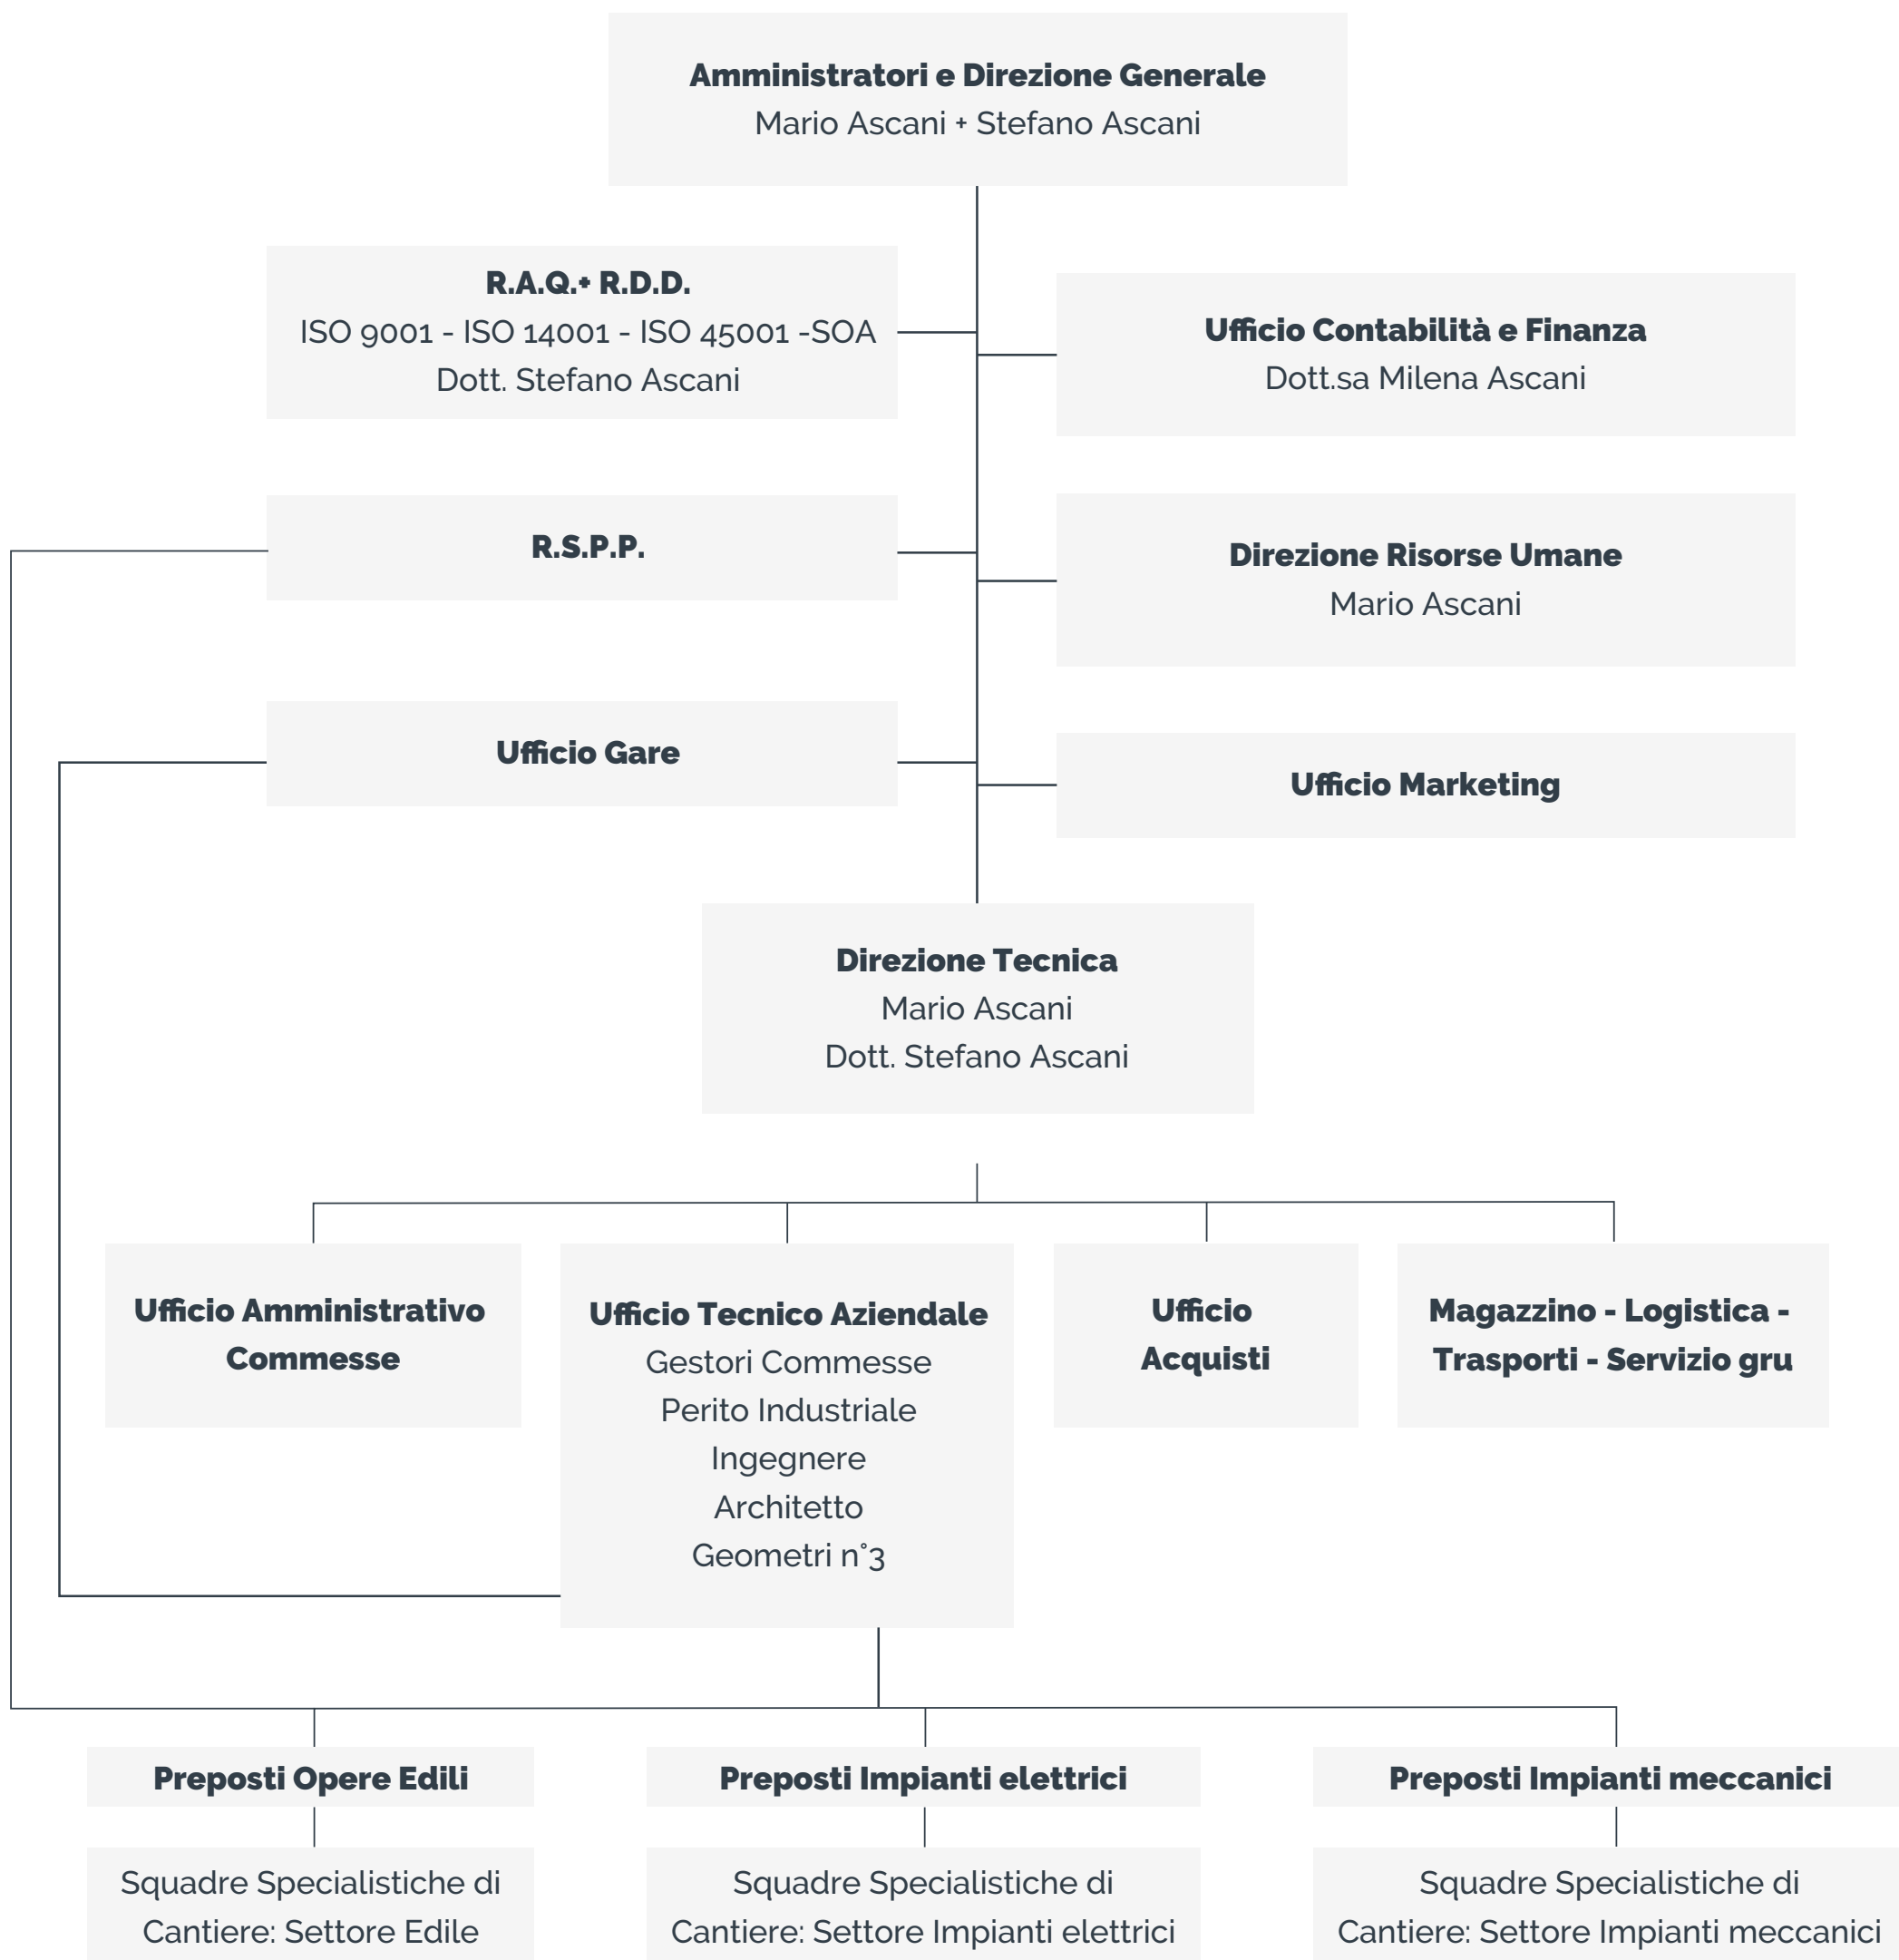 Amministratori e Direzione Generale
Mario Ascani + Stefano Ascani
R.A.Q.+ R.D.D.
ISO 9001 - ISO 14001 - ISO 45001 -SOA
Dott. Stefano Ascani
Ufficio Contabilità e Finanza
Dott.sa Milena Ascani
R.S.P.P.
Direzione Risorse Umane
Mario Ascani
Ufficio Gare
Ufficio Marketing
Direzione Tecnica
Mario Ascani
Dott. Stefano Ascani
Ufficio Amministrativo
Commesse
Ufficio Tecnico Aziendale
Gestori Commesse
Perito Industriale
Ingegnere
Architetto
Geometri n°3
Ufficio
Acquisti
Magazzino - Logistica -
Trasporti - Servizio gru
Preposti Opere Edili
Preposti Impianti elettrici
Preposti Impianti meccanici
Squadre Specialistiche di
Cantiere: Settore Edile
Squadre Specialistiche di
Cantiere: Settore Impianti elettrici
Squadre Specialistiche di
Cantiere: Settore Impianti meccanici